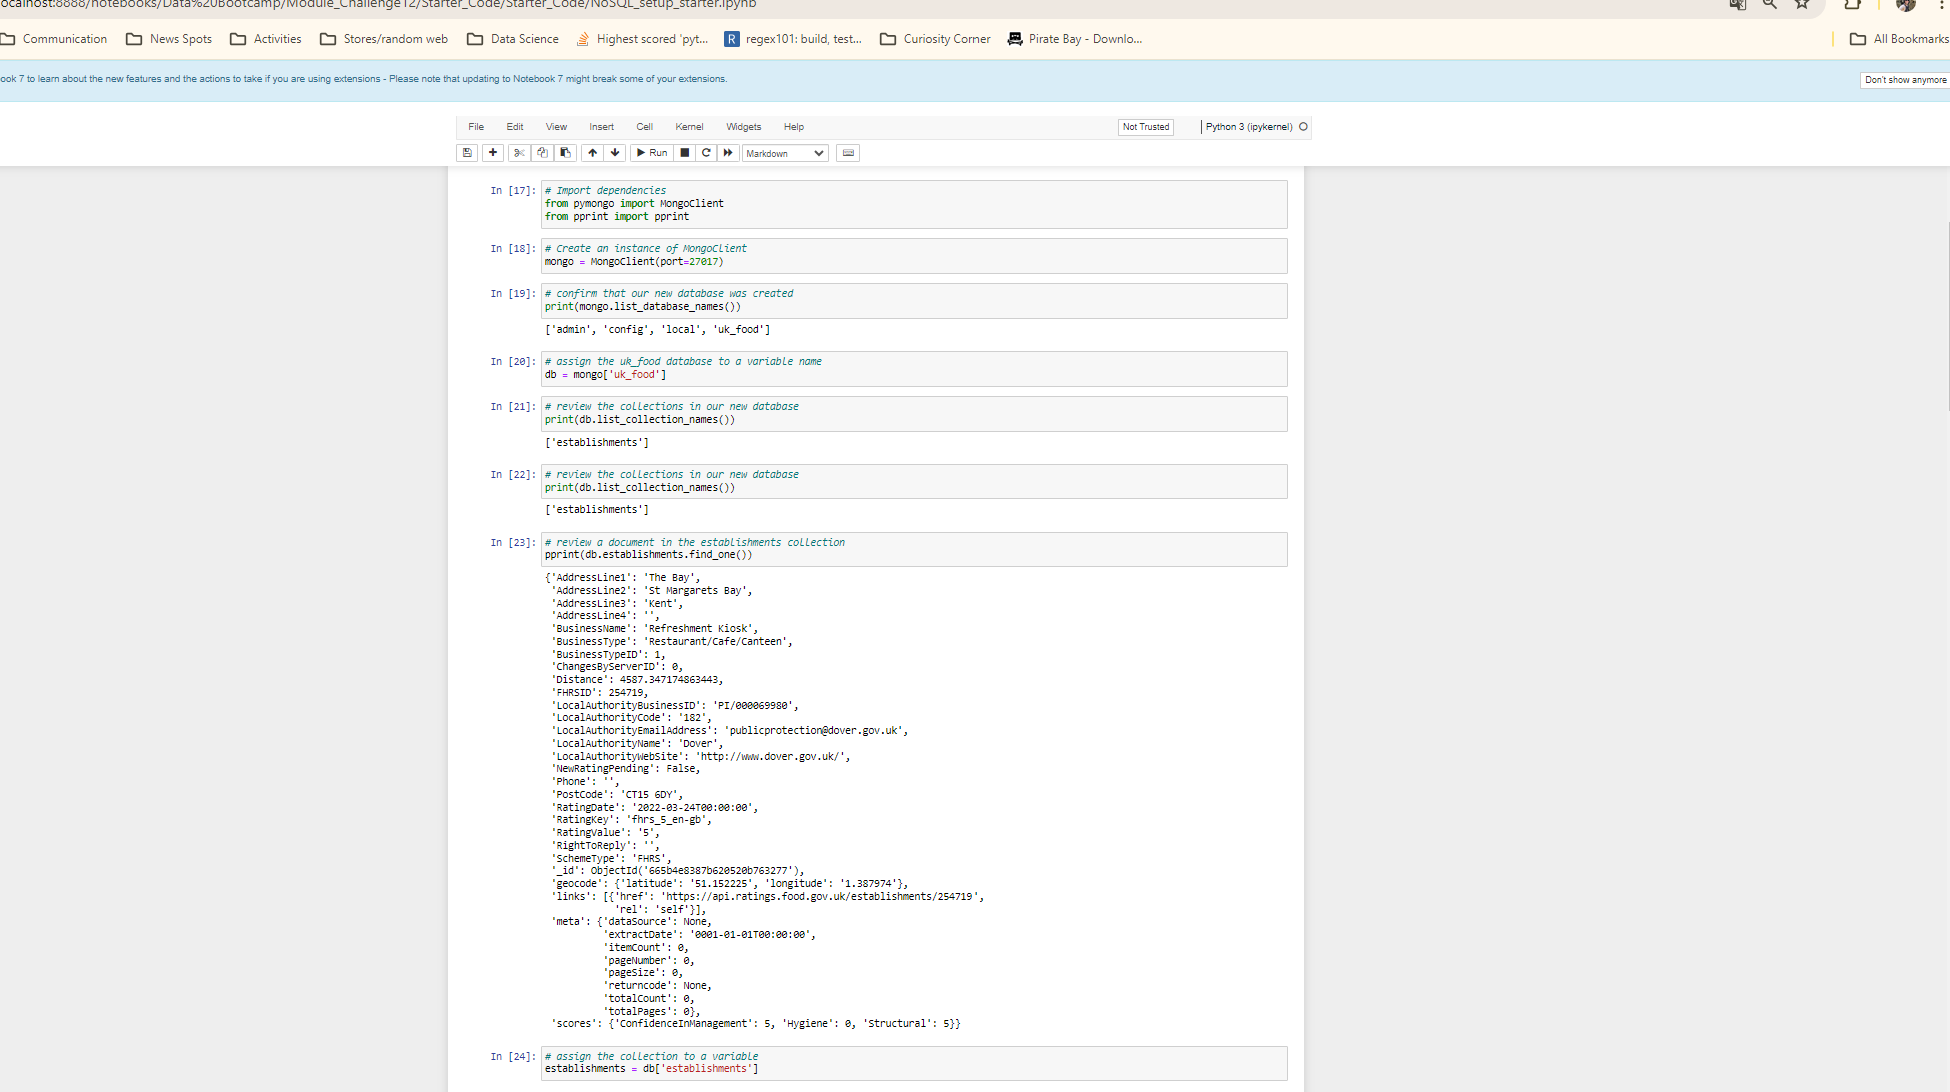 ocalhost:8888/notebooks/Data%20Bootcamp/Module_Challenge12/Starter_Code/Starter_Code/NoSQL_setup_starter.ipynb
Communication News Spots Activities Stores/random web Data Science Highest scored 'pyt... R regex101: build, test... Curiosity Corner Pirate Bay - Downlo... All Bookmarks
ook 7 to learn about the new features and the actions to take if you are using extensions - Please note that updating to Notebook 7 might break some of your extensions. Don't show anymore
File Edit View Insert Cell Kernel Widgets Help Not Trusted Python 3 (ipykernel)
Run Markdown
In [17]: # Import dependencies
from pymongo import MongoClient
from pprint import pprint
In [18]: # Create an instance of MongoClient
mongo = MongoClient(port=27017)
In [19]: # confirm that our new database was created
print(mongo.list_database_names())
['admin', 'config', 'local', 'uk_food']
In [20]: # assign the uk_food database to a variable name
db = mongo['uk_food']
In [21]: # review the collections in our new database
print(db.list_collection_names())
['establishments']
In [22]: # review the collections in our new database
print(db.list_collection_names())
['establishments']
In [23]: # review a document in the establishments collection
pprint(db.establishments.find_one())
{'AddressLine1': 'The Bay',
'AddressLine2': 'St Margarets Bay',
'AddressLine3': 'Kent',
'AddressLine4': '',
'BusinessName': 'Refreshment Kiosk',
'BusinessType': 'Restaurant/Cafe/Canteen',
'BusinessTypeID': 1,
'ChangesByServerID': 0,
'Distance': 4587.347174863443,
'FHRSID': 254719,
'LocalAuthorityBusinessID': 'PI/000069980',
'LocalAuthorityCode': '182',
'LocalAuthorityEmailAddress': 'publicprotection@dover.gov.uk',
'LocalAuthorityName': 'Dover',
'LocalAuthorityWebSite': 'http://www.dover.gov.uk/',
'NewRatingPending': False,
'Phone': '',
'PostCode': 'CT15 6DY',
'RatingDate': '2022-03-24T00:00:00',
'RatingKey': 'fhrs_5_en-gb',
'RatingValue': '5',
'RightToReply': '',
'SchemeType': 'FHRS',
'_id': ObjectId('665b4e8387b620520b763277'),
'geocode': {'latitude': '51.152225', 'longitude': '1.387974'},
'links': [{'href': 'https://api.ratings.food.gov.uk/establishments/254719',
'rel': 'self'}],
'meta': {'dataSource': None,
'extractDate': '0001-01-01T00:00:00',
'itemCount': 0,
'pageNumber': 0,
'pageSize': 0,
'returncode': None,
'totalCount': 0,
'totalPages': 0},
'scores': {'ConfidenceInManagement': 5, 'Hygiene': 0, 'Structural': 5}}
In [24]: # assign the collection to a variable
establishments = db['establishments']